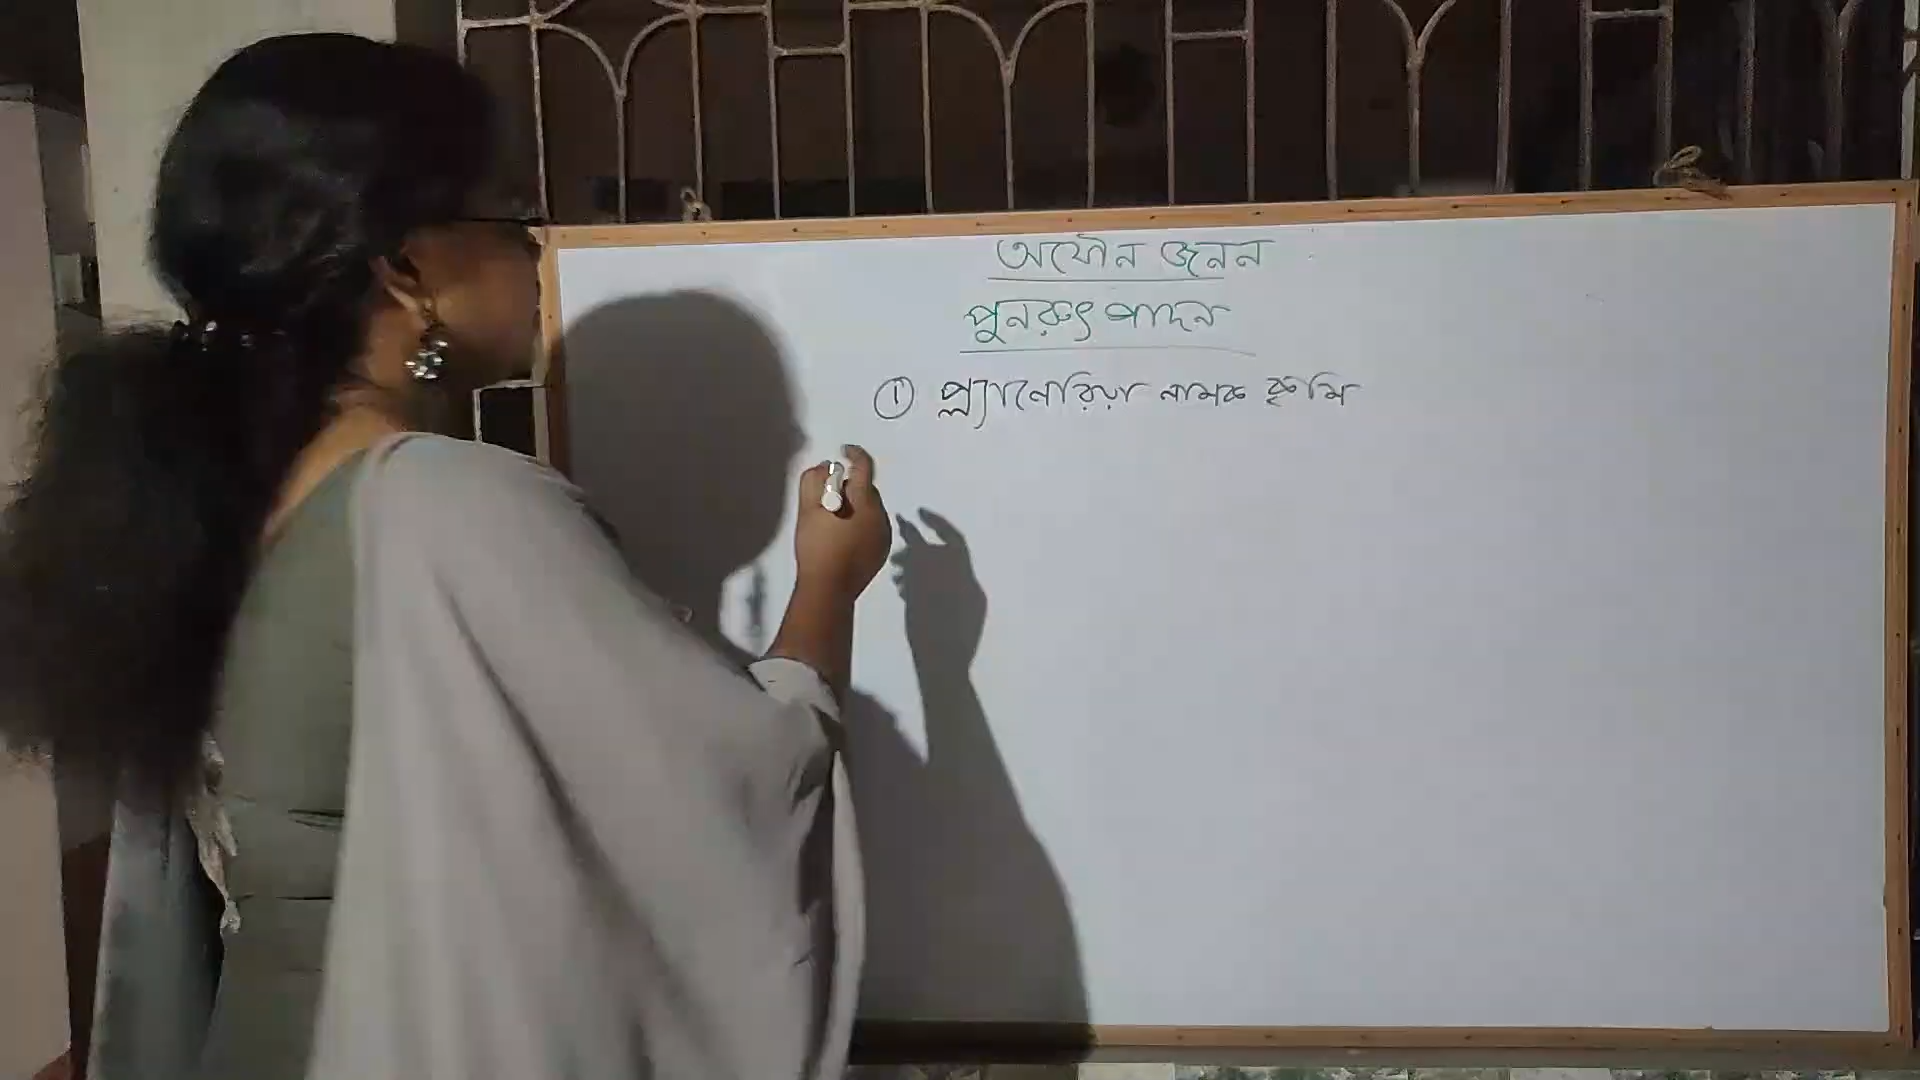 অযৌন জনন
পুনরুৎপাদন
① প্ল্যানেরিয়া নামক কৃমি